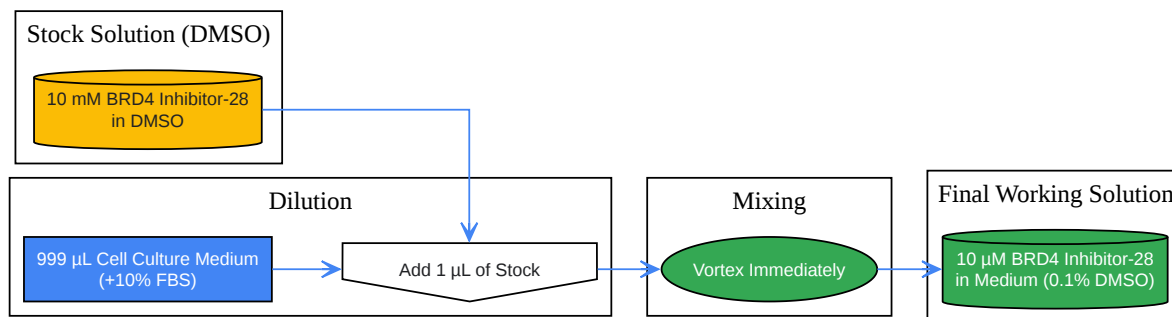 Stock Solution (DMSO)
10 mM BRD4 Inhibitor-28
in DMSO
Dilution
999 µL Cell Culture Medium
(+10% FBS)
Add 1 µL of Stock
Mixing
Vortex Immediately
Final Working Solution
10 µM BRD4 Inhibitor-28
in Medium (0.1% DMSO)